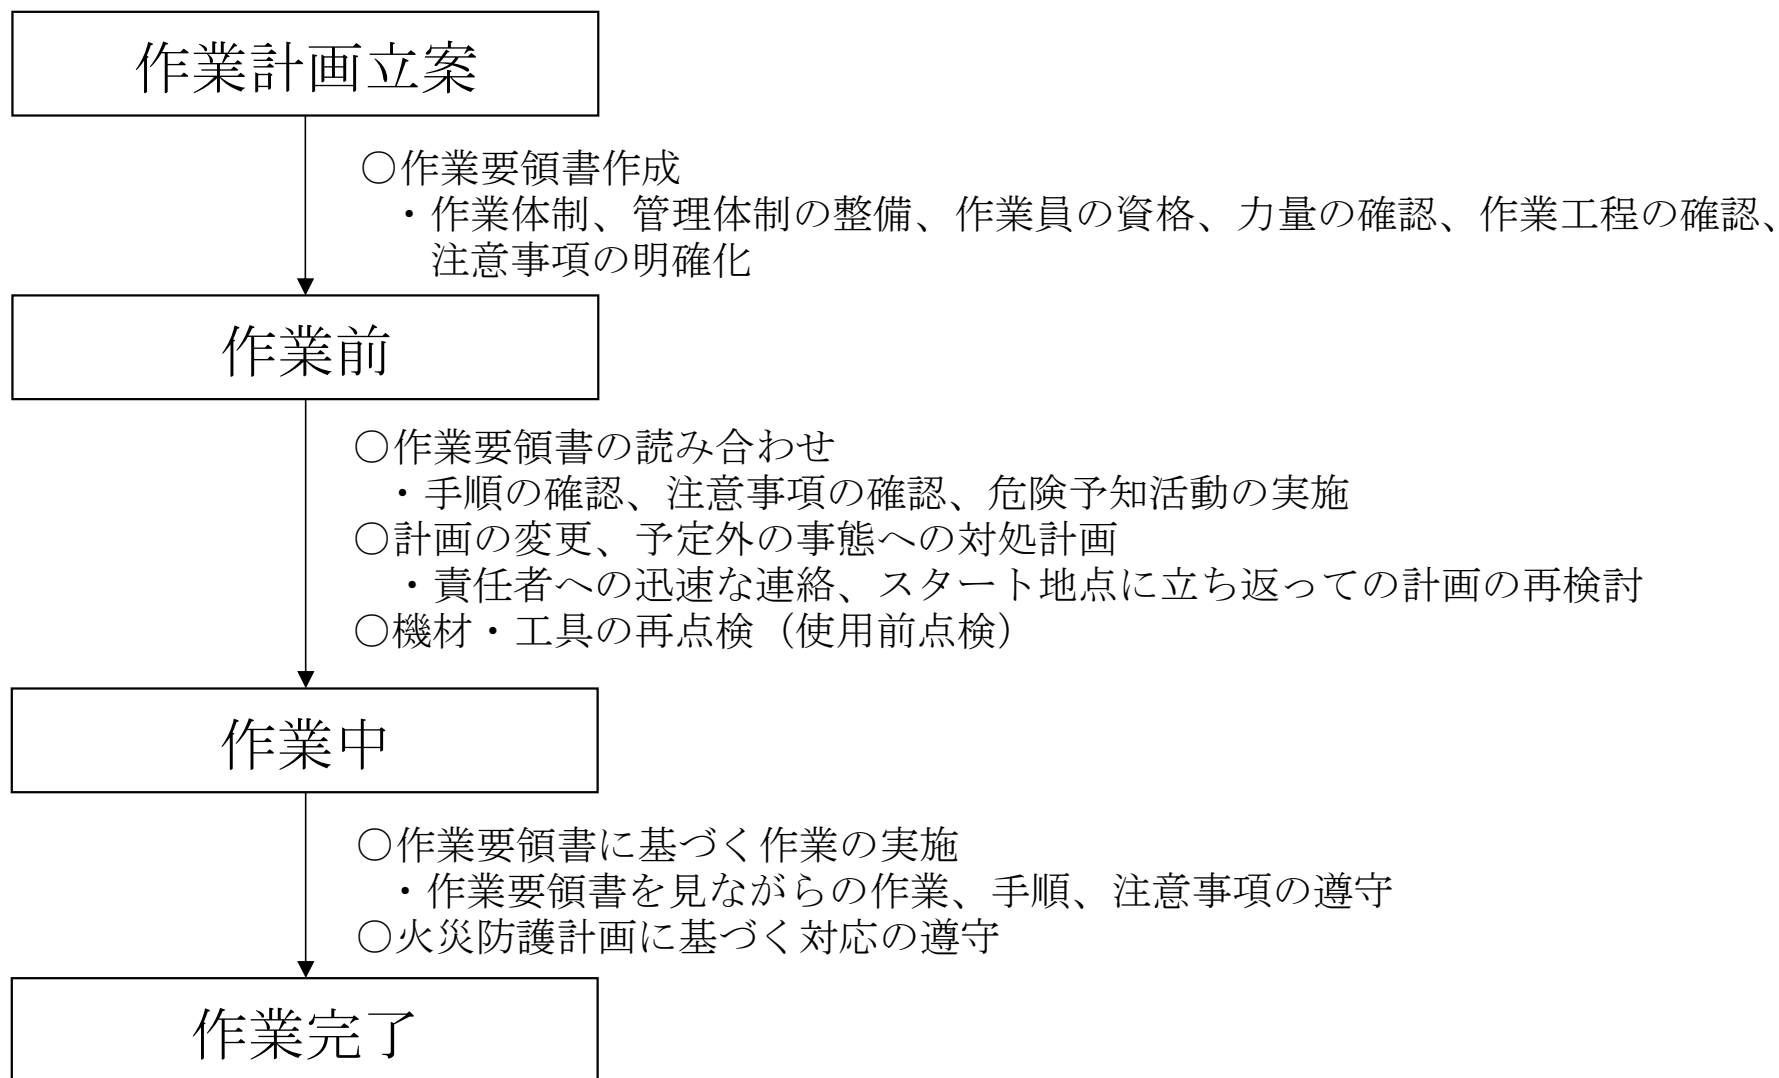 作業計画立案
○作業要領書作成
・作業体制、管理体制の整備、作業員の資格、力量の確認、作業工程の確認、
注意事項の明確化
作業前
○作業要領書の読み合わせ
・手順の確認、注意事項の確認、危険予知活動の実施
○計画の変更、予定外の事態への対処計画
・責任者への迅速な連絡、スタート地点に立ち返っての計画の再検討
○機材・工具の再点検（使用前点検）
作業中
○作業要領書に基づく作業の実施
・作業要領書を見ながらの作業、手順、注意事項の遵守
○火災防護計画に基づく対応の遵守
作業完了